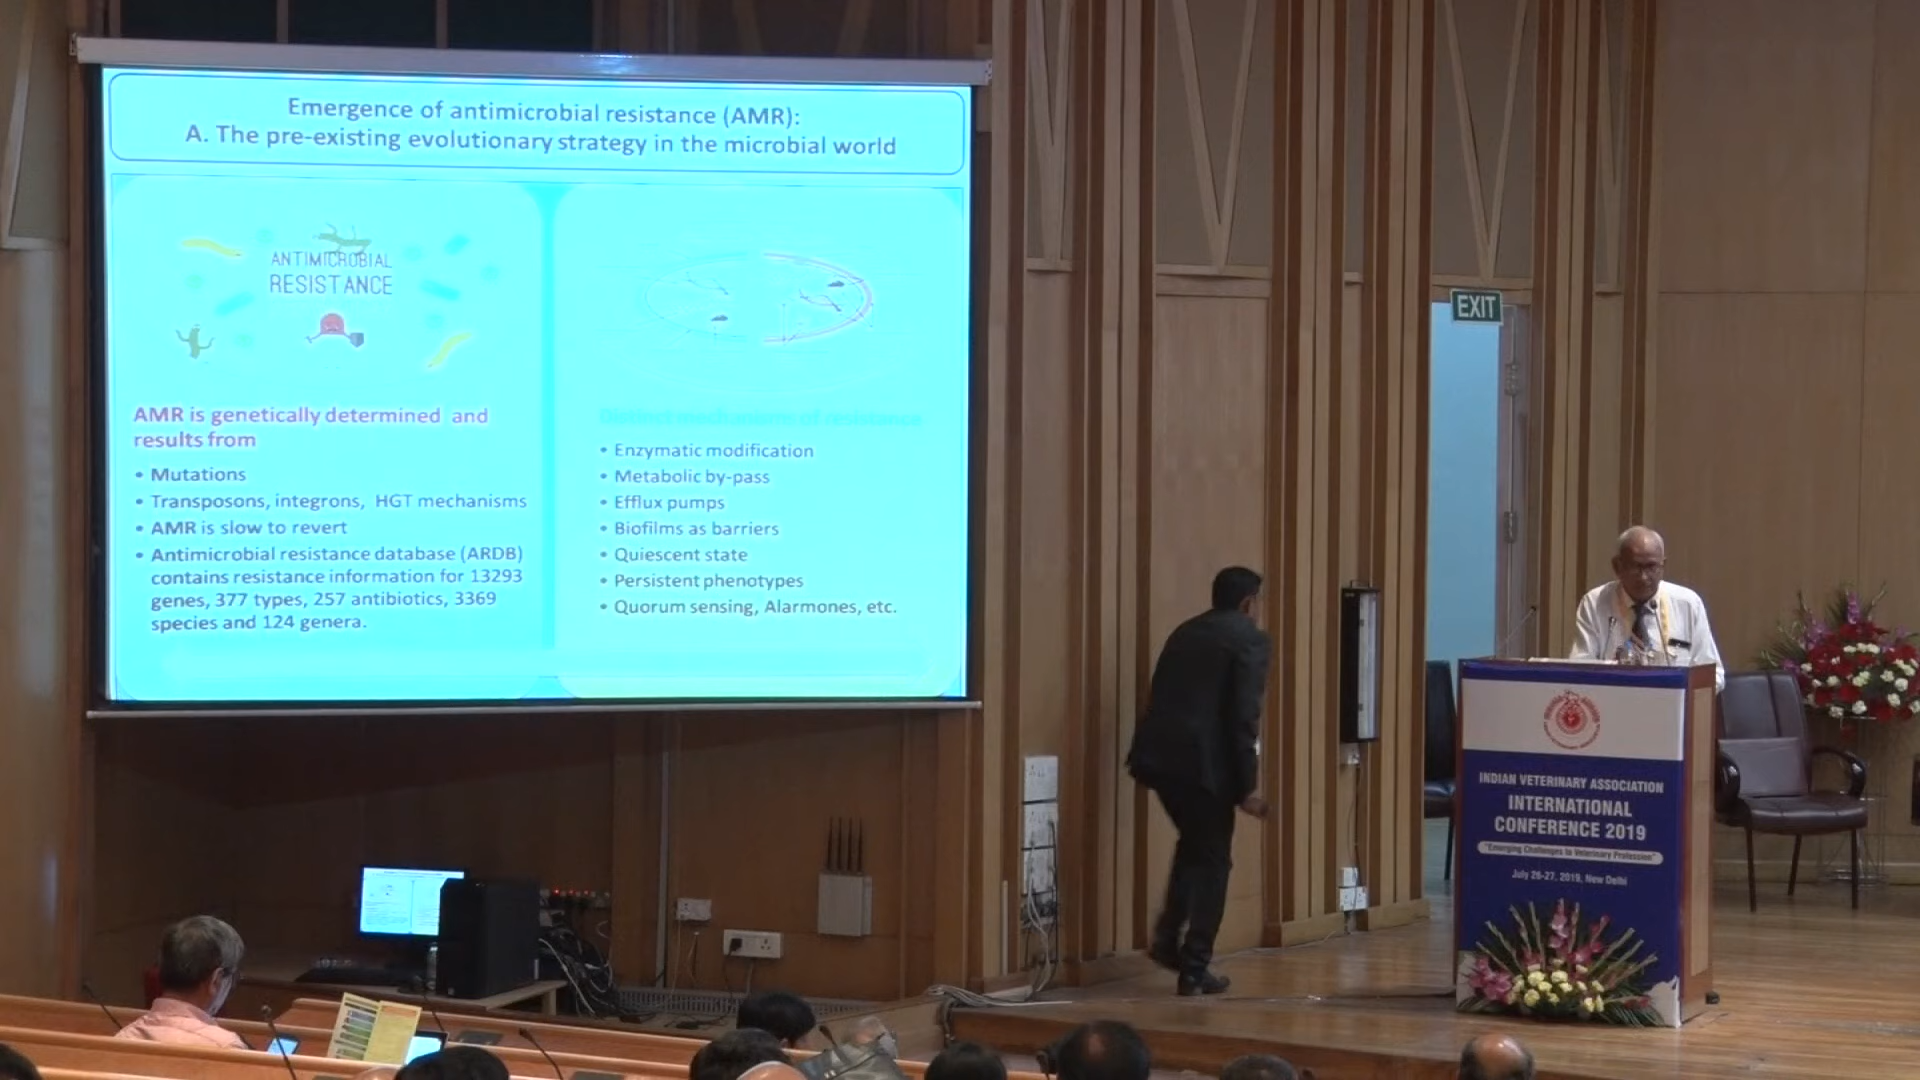 Emergence of antimicrobial resistance (AMR):
A. The pre-existing evolutionary strategy in the microbial world
ANTIMICROBIAL
RESISTANCE
AMR is genetically determined and
results from
• Mutations
• Transposons, integrons, HGT mechanisms
• AMR is slow to revert
• Antimicrobial resistance database (ARDB)
contains resistance information for 13293
genes, 377 types, 257 antibiotics, 3369
species and 124 genera.
Distinct mechanisms of resistance
• Enzymatic modification
• Metabolic by-pass
• Efflux pumps
• Biofilms as barriers
• Quiescent state
• Persistent phenotypes
• Quorum sensing, Alarmones, etc.
EXIT
INDIAN VETERINARY ASSOCIATION
INTERNATIONAL
CONFERENCE 2019
"Emerging Challenges to Veterinary Profession"
July 26-27, 2019, New Delhi